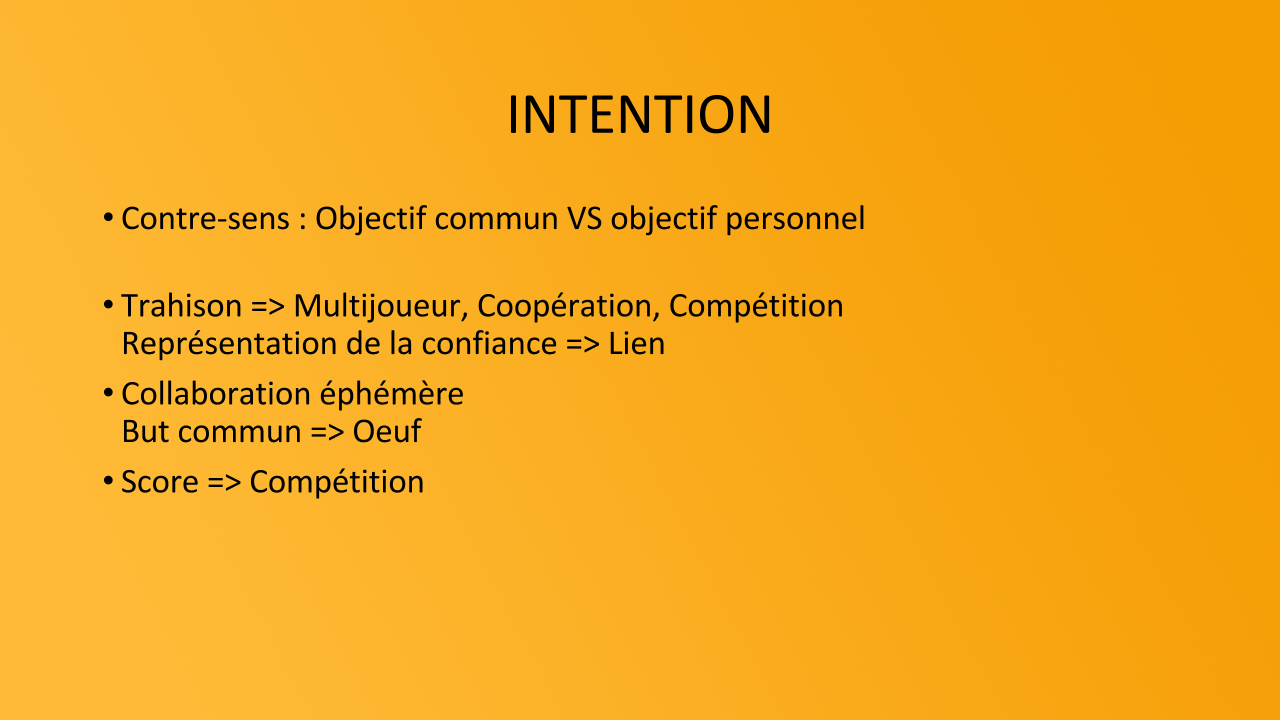 INTENTION
• Contre-sens : Objectif commun VS objectif personnel
• Trahison => Multijoueur, Coopération, Compétition
Représentation de la confiance => Lien
• Collaboration éphémère
But commun => Oeuf
• Score => Compétition